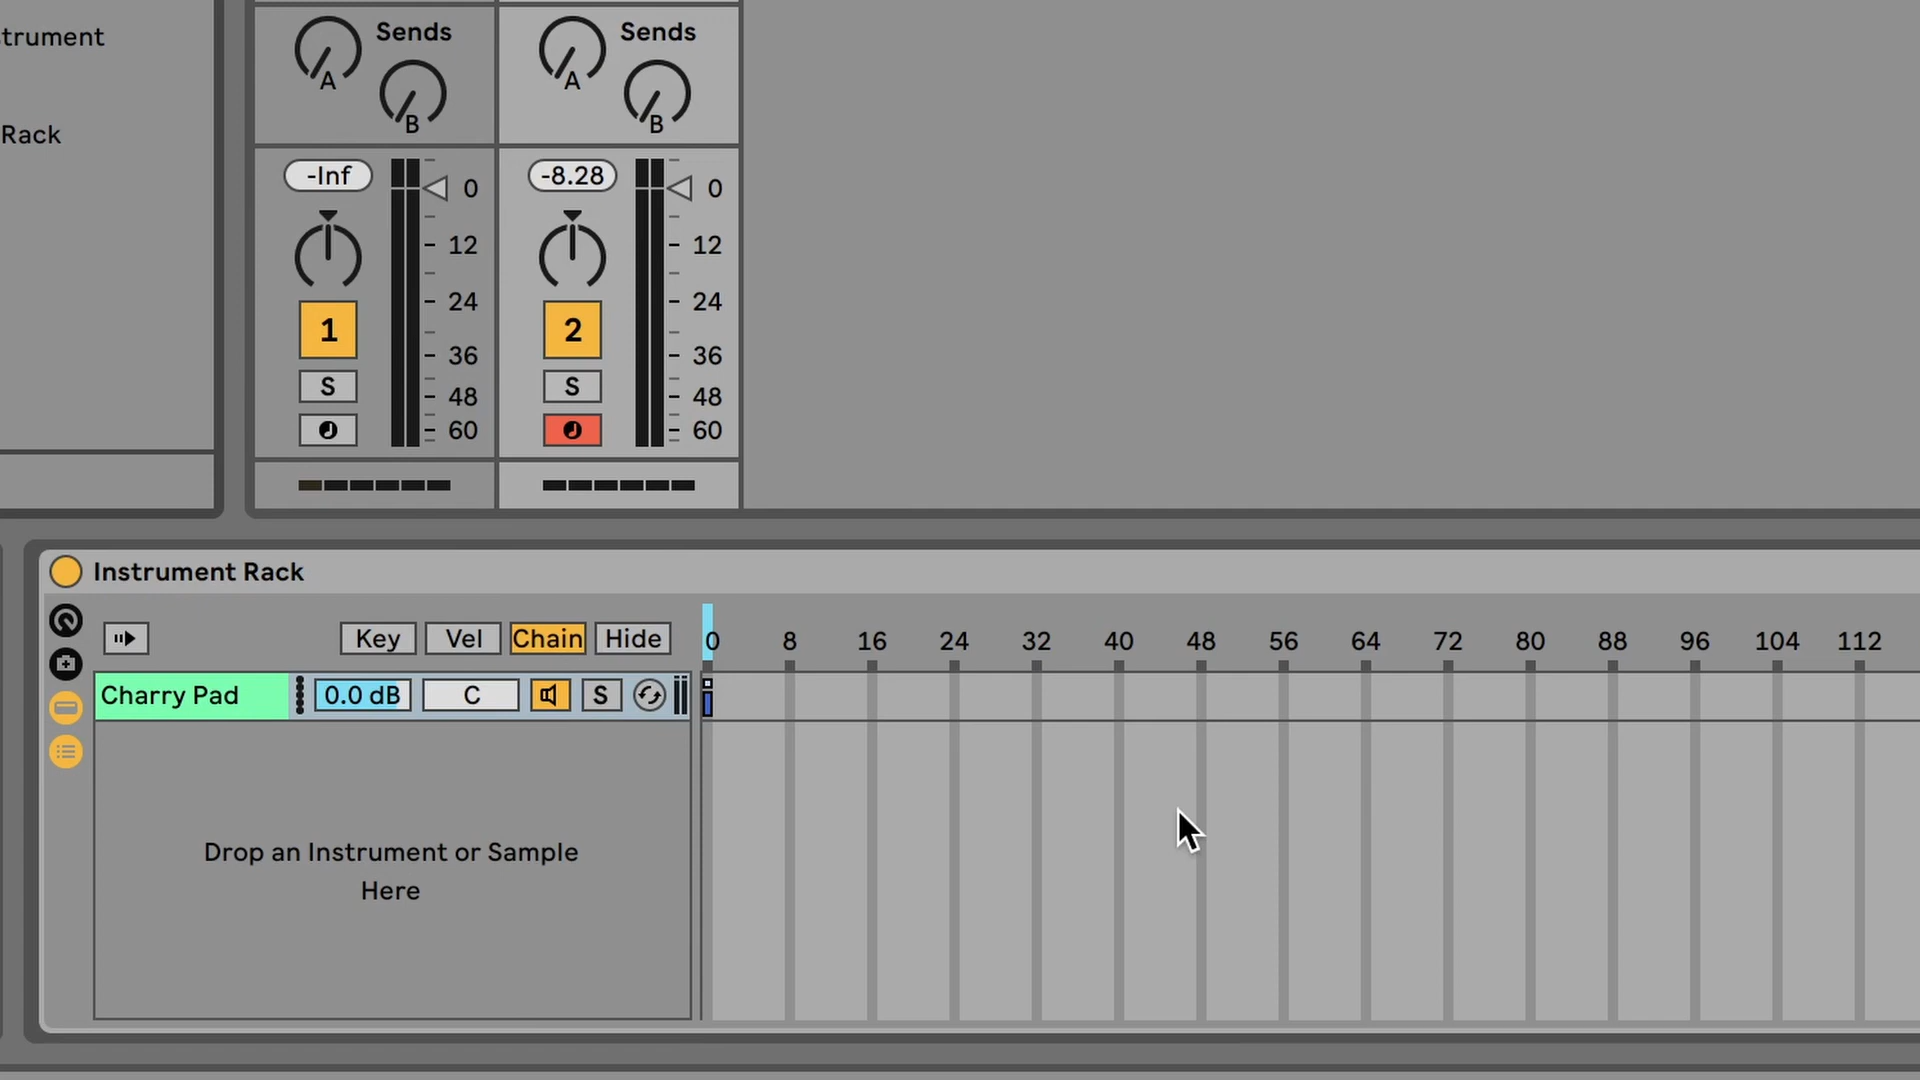 trument
Rack
Sends
A
B
Sends
A
B
-Inf
0
12
24
36
48
60
1
S
-8.28
0
12
24
36
48
60
2
S
Instrument Rack
Key Vel Chain Hide
0 8 16 24 32 40 48 56 64 72 80 88 96 104 112
Charry Pad 0.0 dB C S
Drop an Instrument or Sample
Here